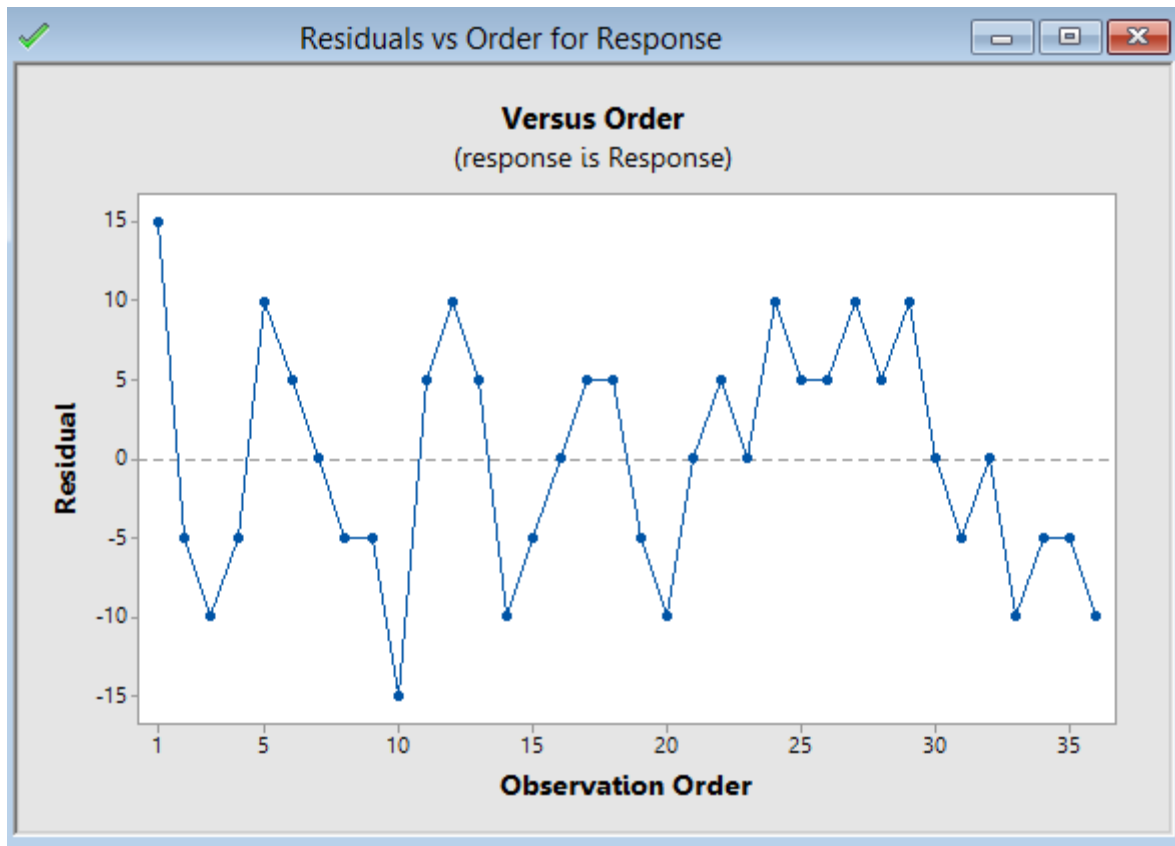 Residuals vs Order for Response
Versus Order
(response is Response)
15
10
5
0
-5
-10
-15
Residual
1 5 10 15 20 25 30 35
Observation Order